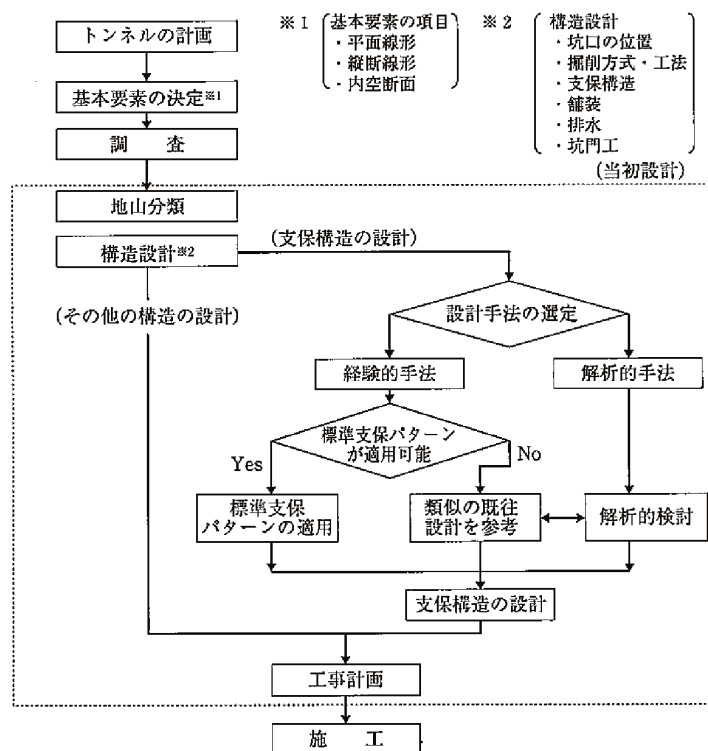 トンネルの計画
基本要素の決定※1
調　査
※1 基本要素の項目
・平面線形
・縦断線形
・内空断面
※2 構造設計
・坑口の位置
・掘削方式・工法
・支保構造
・舗装
・排水
・坑門工
(当初設計)
地山分類
構造設計※2
(支保構造の設計)
(その他の構造の設計)
設計手法の選定
経験的手法
解析的手法
標準支保パターン
が適用可能
Yes
No
標準支保
パターンの適用
類似の既往
設計を参考
解析的検討
支保構造の設計
工事計画
施　工